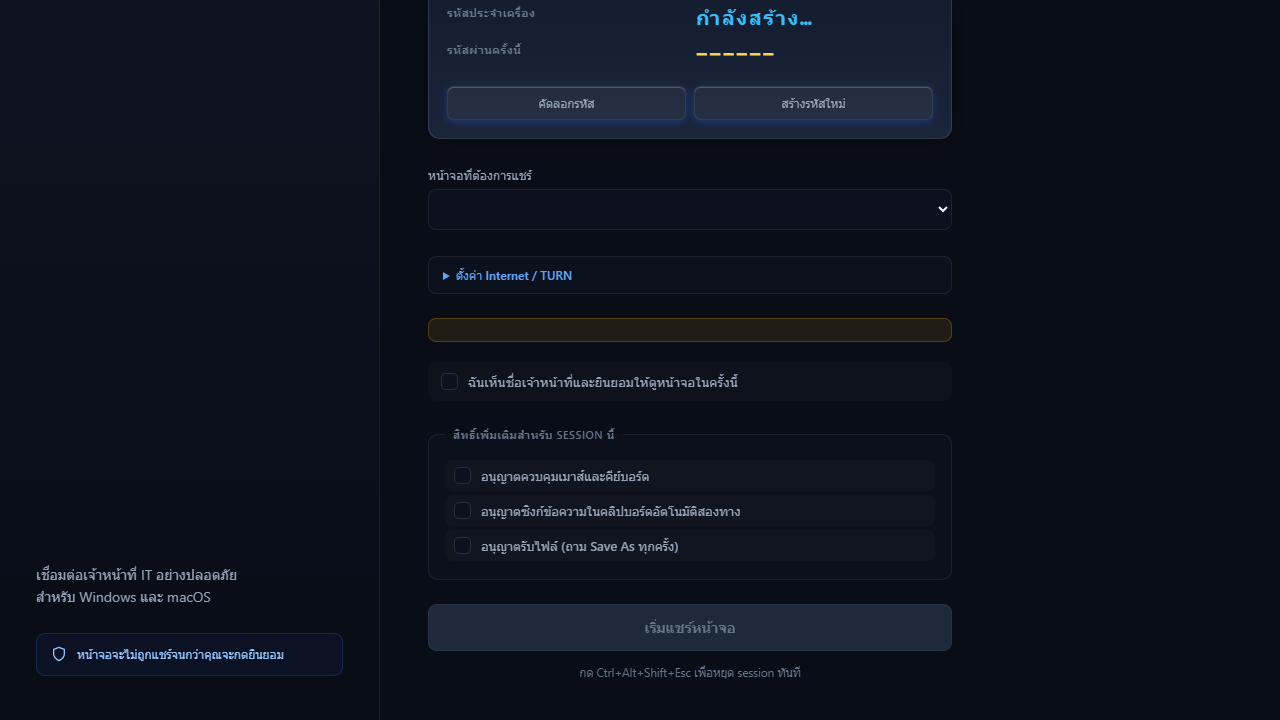 รหัสประจำเครื่อง
กำลังสร้าง...
รหัสผ่านครั้งนี้
------
คัดลอกรหัส
สร้างรหัสใหม่
หน้าจอที่ต้องการแชร์
ตั้งค่า Internet / TURN
ฉันเห็นชื่อเจ้าหน้าที่และยินยอมให้ดูหน้าจอในครั้งนี้
สิทธิ์เพิ่มเติมสำหรับ SESSION นี้
อนุญาตควบคุมเมาส์และคีย์บอร์ด
อนุญาตซิงก์ข้อความในคลิปบอร์ดอัตโนมัติสองทาง
อนุญาตรับไฟล์ (ถาม Save As ทุกครั้ง)
เริ่มแชร์หน้าจอ
กด Ctrl+Alt+Shift+Esc เพื่อหยุด session ทันที
เชื่อมต่อเจ้าหน้าที่ IT อย่างปลอดภัย
สำหรับ Windows และ macOS
หน้าจอจะไม่ถูกแชร์จนกว่าคุณจะกดยินยอม